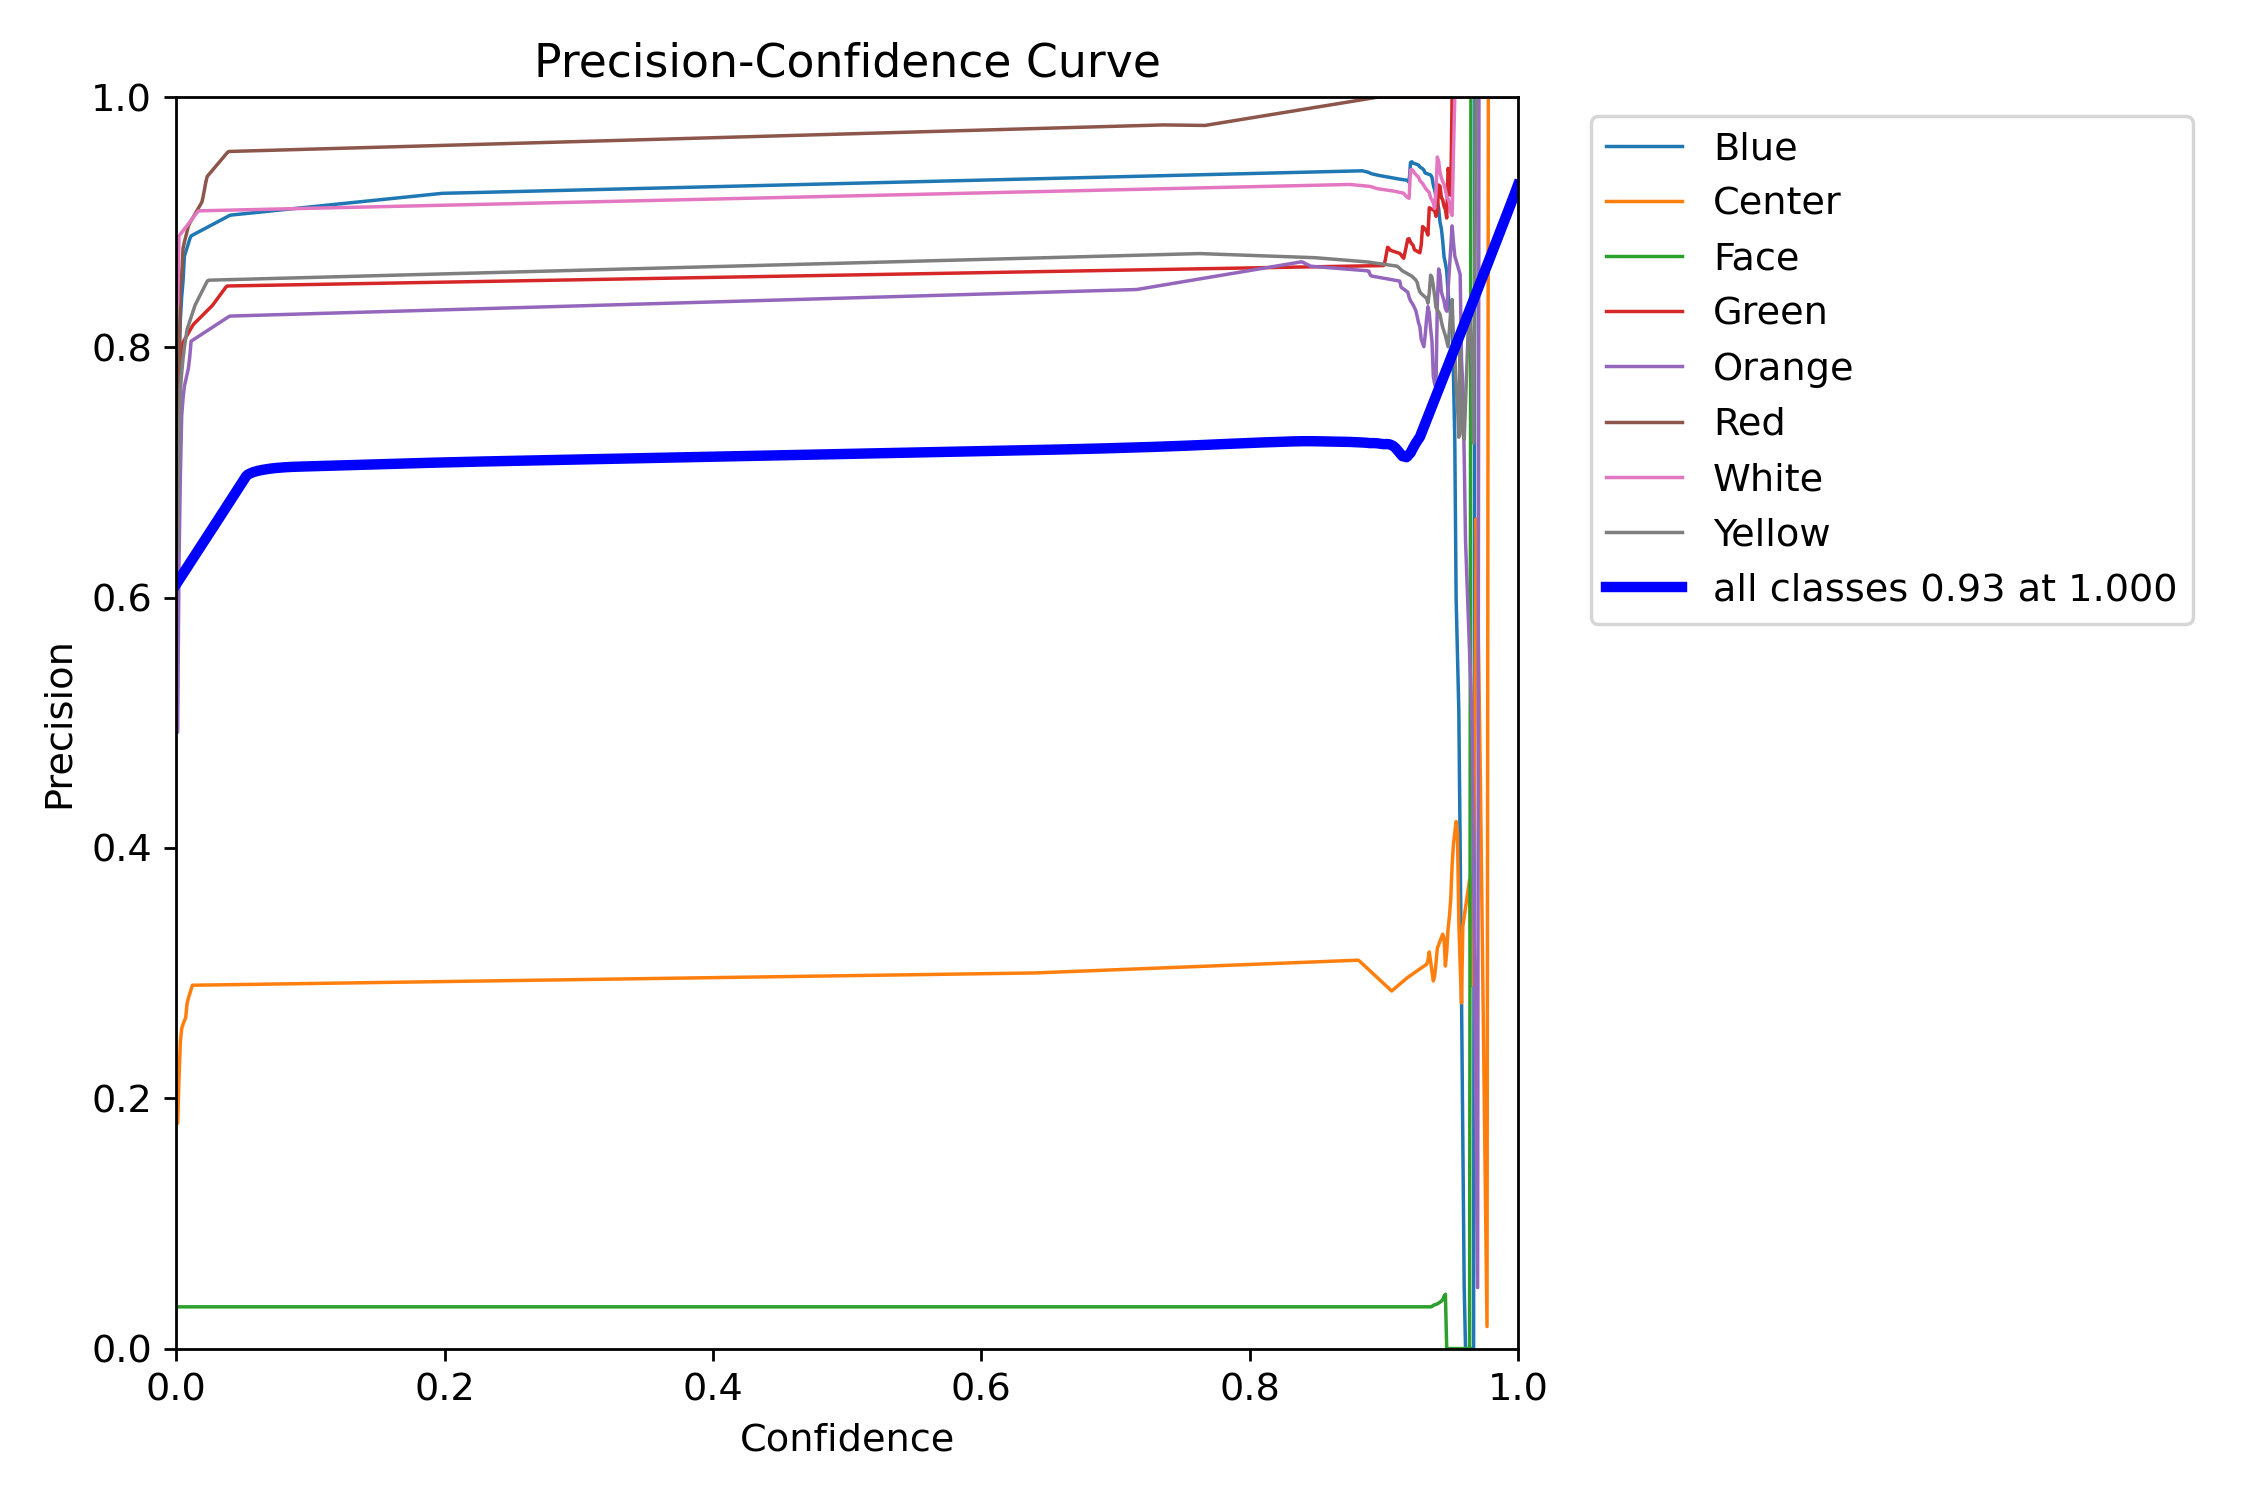 Precision-Confidence Curve
1.0
0.8
0.6
0.4
0.2
0.0
Precision
0.0 0.2 0.4 0.6 0.8 1.0
Confidence
Blue
Center
Face
Green
Orange
Red
White
Yellow
all classes 0.93 at 1.000